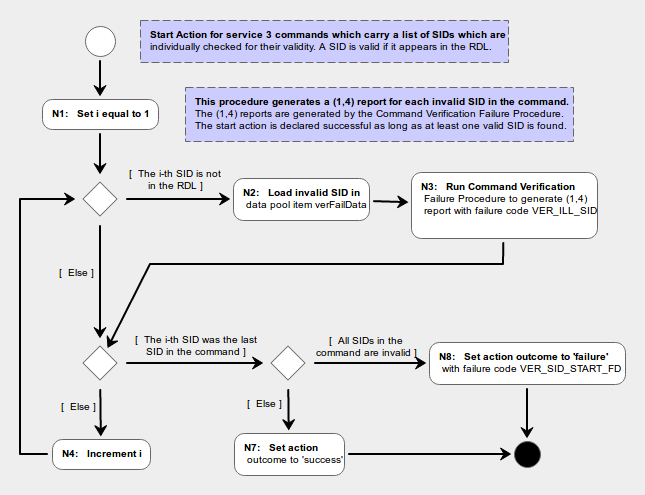 Start Action for service 3 commands which carry a list of SIDs which are
individually checked for their validity. A SID is valid if it appears in the RDL.
This procedure generates a (1,4) report for each invalid SID in the command.
The (1,4) reports are generated by the Command Verification Failure Procedure.
The start action is declared successful as long as at least one valid SID is found.
N1: Set i equal to 1
[ The i-th SID is not
in the RDL ]
N2: Load invalid SID in
data pool item verFailData
N3: Run Command Verification
Failure Procedure to generate (1,4)
report with failure code VER_ILL_SID
[ Else ]
[ The i-th SID was the last
SID in the command ]
[ All SIDs in the
command are invalid ]
N8: Set action outcome to 'failure'
with failure code VER_SID_START_FD
[ Else ]
[ Else ]
N4: Increment i
N7: Set action
outcome to 'success'